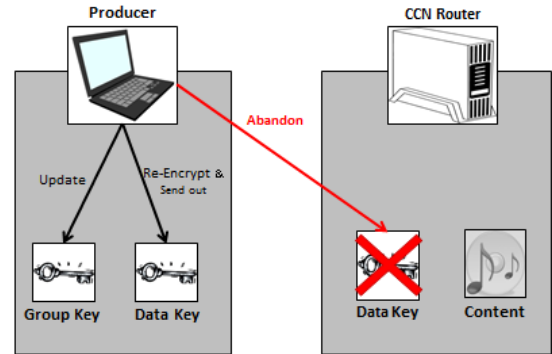 Producer
CCN Router
Abandon
Update
Re-Encrypt &
Send out
Group Key
Data Key
Data Key
Content